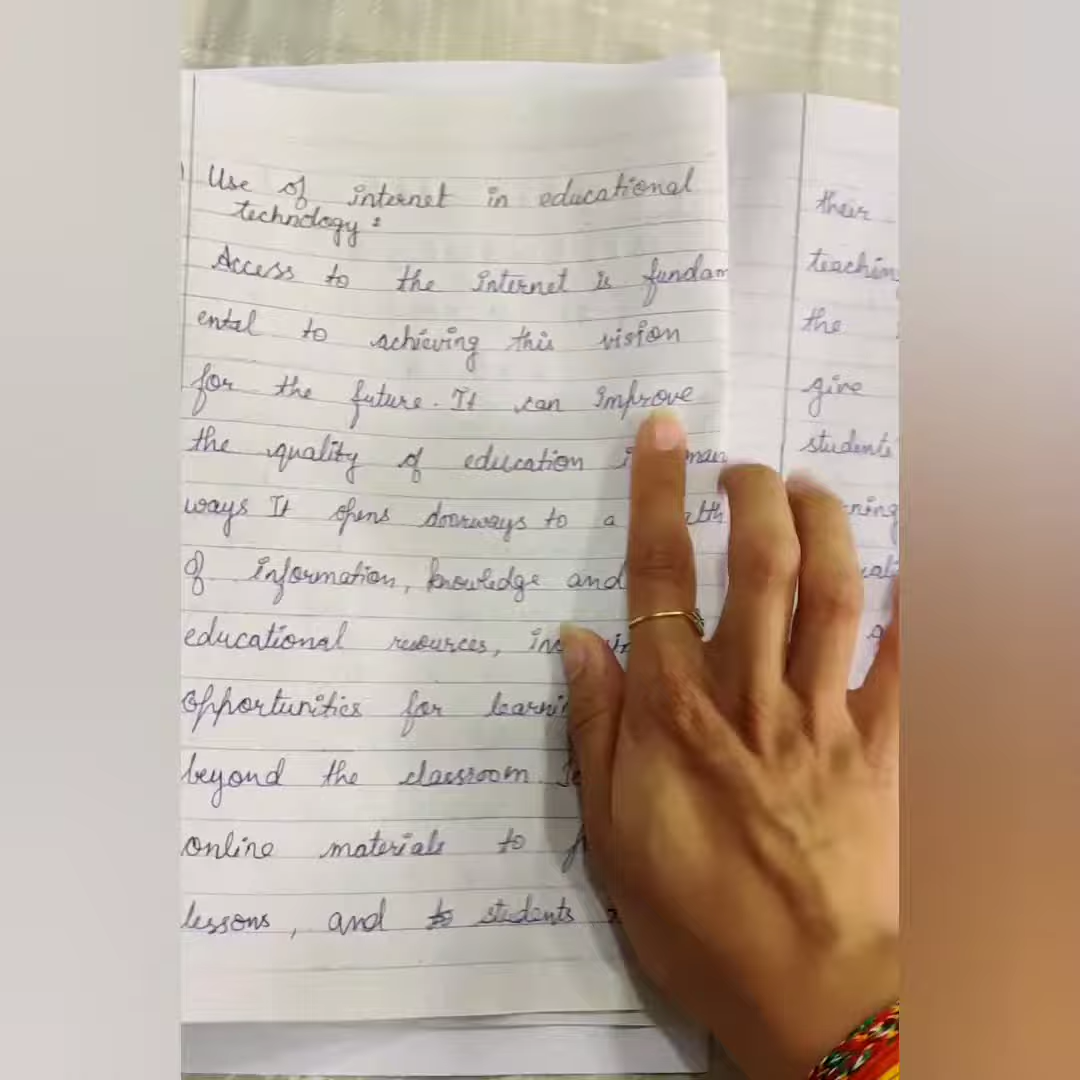 Use of internet in educational
technology:
Access to the internet is fundam
ental to achieving this vision
for the future. It can improve
the quality of education
ways It opens doorways to a
of information, knowledge and
educational resources,
opportunities for
beyond the classroom
online materials to
lessons, and to students
their
the
give
students